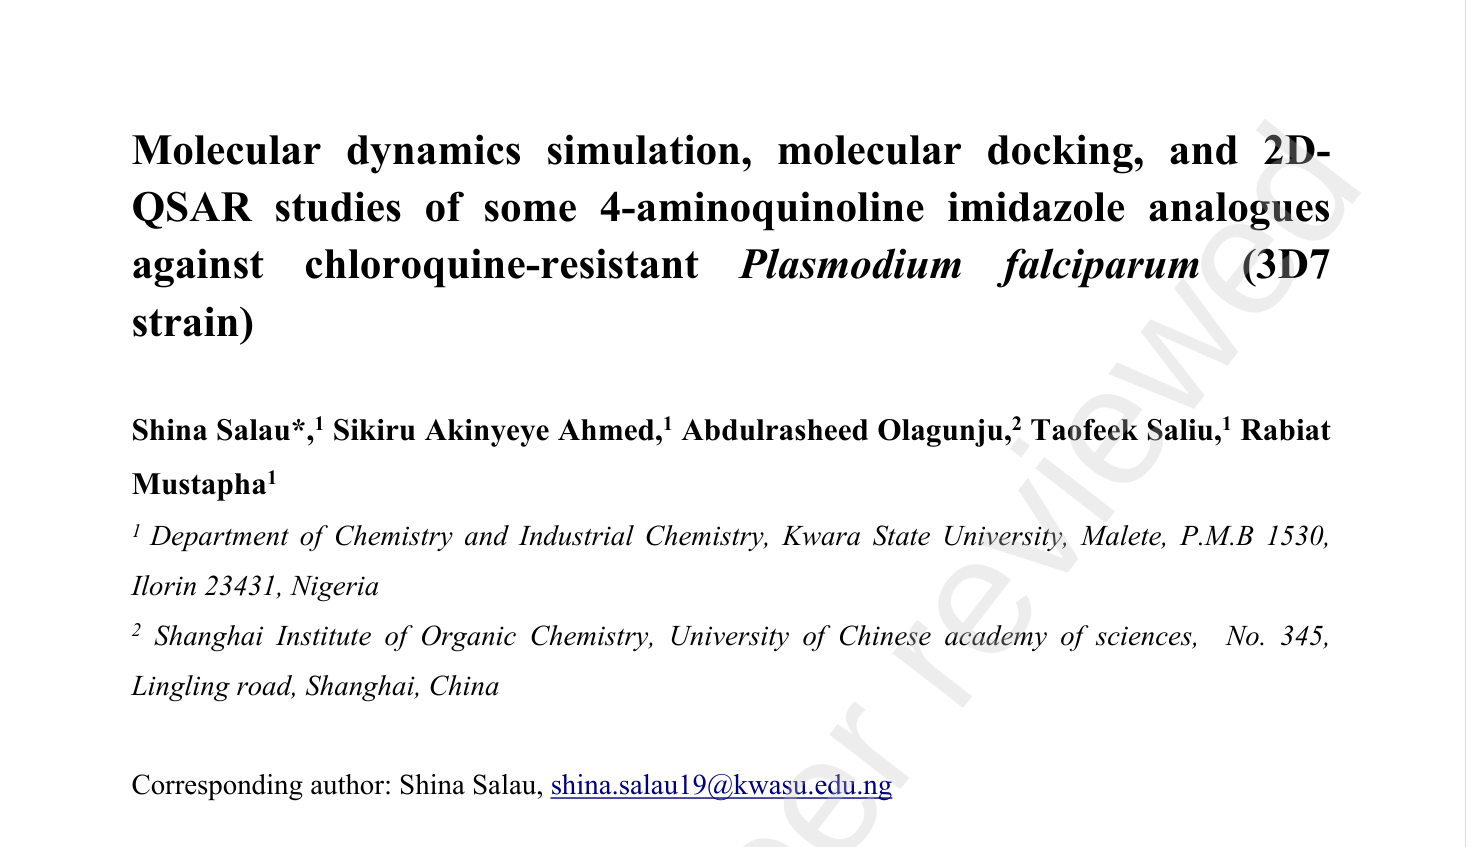 Molecular dynamics simulation, molecular docking, and 2D-
QSAR studies of some 4-aminoquinoline imidazole analogues
against chloroquine-resistant Plasmodium falciparum (3D7
strain)
Shina Salau*,1 Sikiru Akinyeye Ahmed,1 Abdulrasheed Olagunju,2 Taofeek Saliu,1 Rabiat
Mustapha1
1 Department of Chemistry and Industrial Chemistry, Kwara State University, Malete, P.M.B 1530,
Ilorin 23431, Nigeria
2 Shanghai Institute of Organic Chemistry, University of Chinese academy of sciences, No. 345,
Lingling road, Shanghai, China
Corresponding author: Shina Salau, shina.salau19@kwasu.edu.ng
reviewed